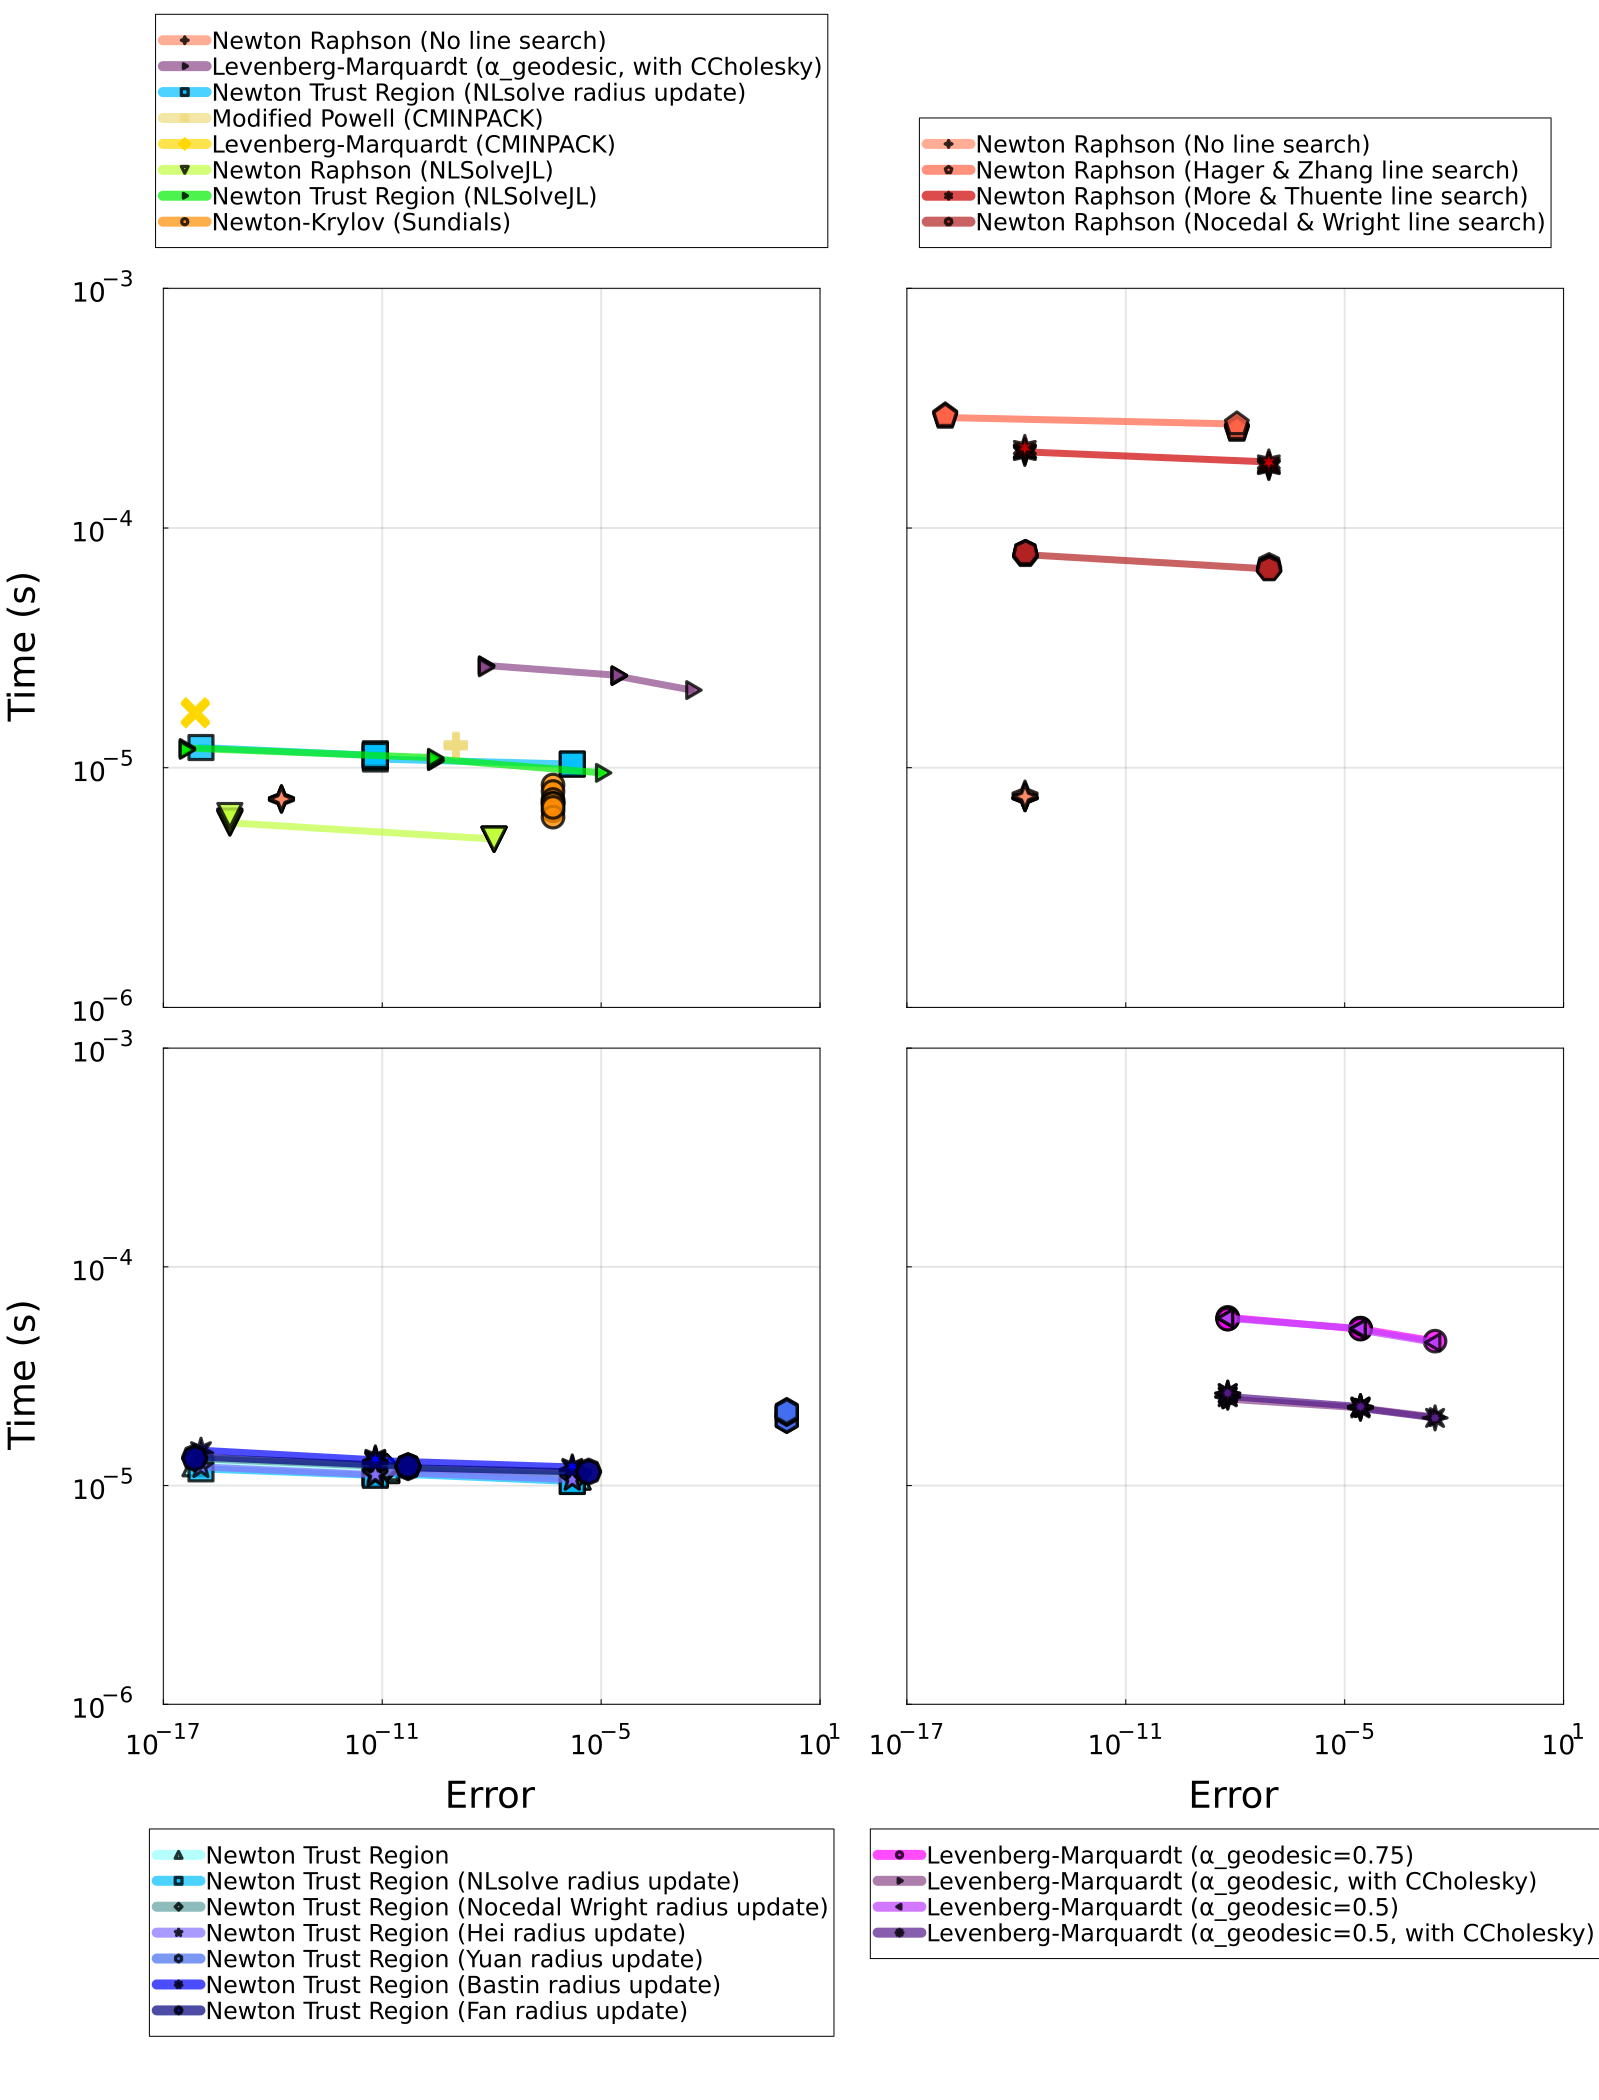 Newton Raphson (No line search)
Levenberg-Marquardt (α_geodesic, with CCholesky)
Newton Trust Region (NLsolve radius update)
Modified Powell (CMINPACK)
Levenberg-Marquardt (CMINPACK)
Newton Raphson (NLSolveJL)
Newton Trust Region (NLSolveJL)
Newton-Krylov (Sundials)
Newton Raphson (No line search)
Newton Raphson (Hager & Zhang line search)
Newton Raphson (More & Thuente line search)
Newton Raphson (Nocedal & Wright line search)
10⁻³
10⁻⁴
10⁻⁵
10⁻⁶
Time (s)
10⁻³
10⁻⁴
10⁻⁵
10⁻⁶
Time (s)
10⁻¹⁷ 10⁻¹¹ 10⁻⁵ 10¹
Error
10⁻¹⁷ 10⁻¹¹ 10⁻⁵ 10¹
Error
Newton Trust Region
Newton Trust Region (NLsolve radius update)
Newton Trust Region (Nocedal Wright radius update)
Newton Trust Region (Hei radius update)
Newton Trust Region (Yuan radius update)
Newton Trust Region (Bastin radius update)
Newton Trust Region (Fan radius update)
Levenberg-Marquardt (α_geodesic=0.75)
Levenberg-Marquardt (α_geodesic, with CCholesky)
Levenberg-Marquardt (α_geodesic=0.5)
Levenberg-Marquardt (α_geodesic=0.5, with CCholesky)